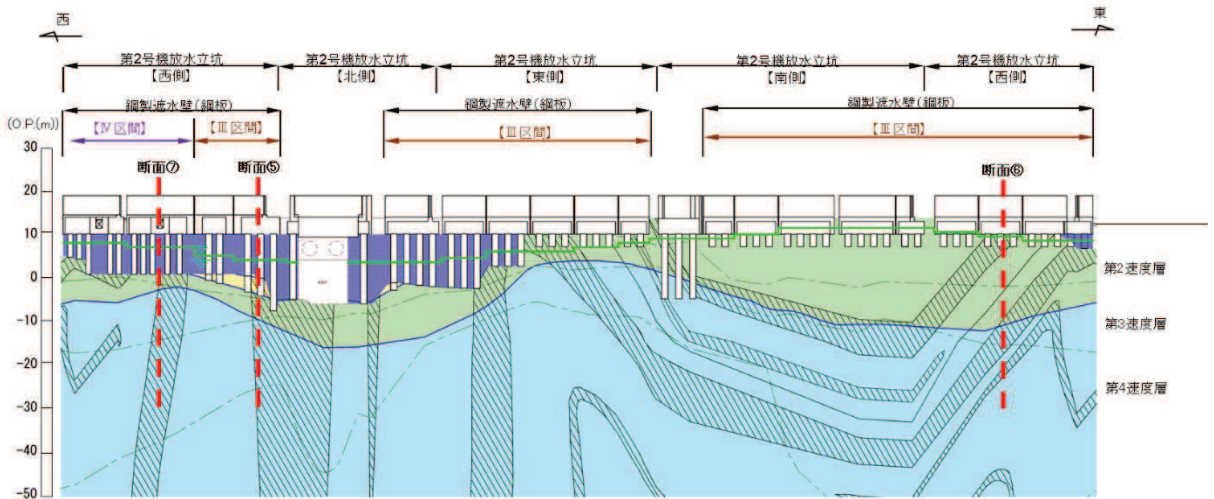 西
東
第2号機放水立坑
【西側】
第2号機放水立坑
【北側】
第2号機放水立坑
【東側】
第2号機放水立坑
【南側】
第2号機放水立坑
【西側】
鋼製遮水壁(鋼板)
鋼製遮水壁(鋼板)
鋼製遮水壁(鋼板)
(O.P.(m))
【Ⅳ区間】
【Ⅲ区間】
【Ⅲ区間】
【Ⅲ区間】
断面⑦
断面⑤
断面⑥
30
20
10
0
-10
-20
-30
-40
-50
第2速度層
第3速度層
第4速度層